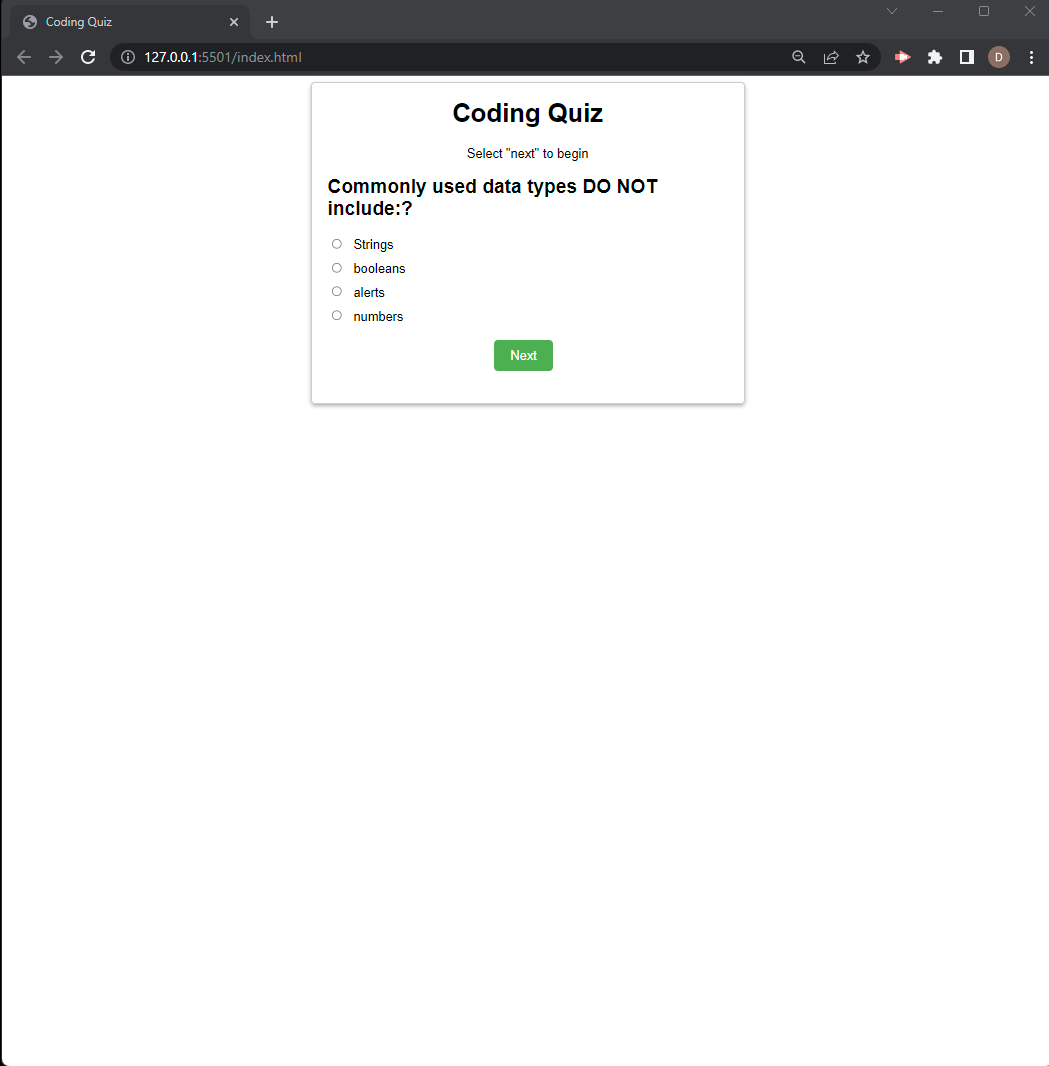 Coding Quiz
127.0.0.1:5501/index.html
D
Coding Quiz
Select "next" to begin
Commonly used data types DO NOT
include:?
Strings
booleans
alerts
numbers
Next